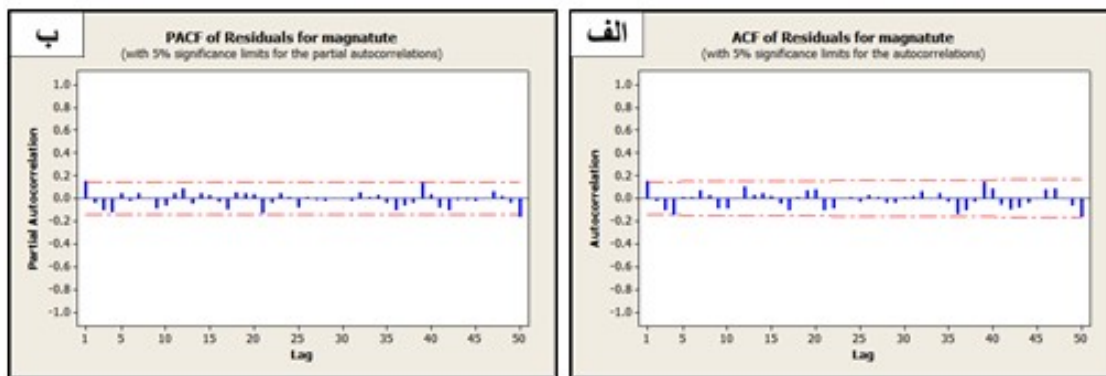 ب
PACF of Residuals for magnatute
(with 5% significance limits for the partial autocorrelations)
1.0
0.8
0.6
0.4
0.2
0.0
-0.2
-0.4
-0.6
-0.8
-1.0
Partial Autocorrelation
1 5 10 15 20 25 30 35 40 45 50
Lag
الف
ACF of Residuals for magnatute
(with 5% significance limits for the autocorrelations)
1.0
0.8
0.6
0.4
0.2
0.0
-0.2
-0.4
-0.6
-0.8
-1.0
Autocorrelation
1 5 10 15 20 25 30 35 40 45 50
Lag